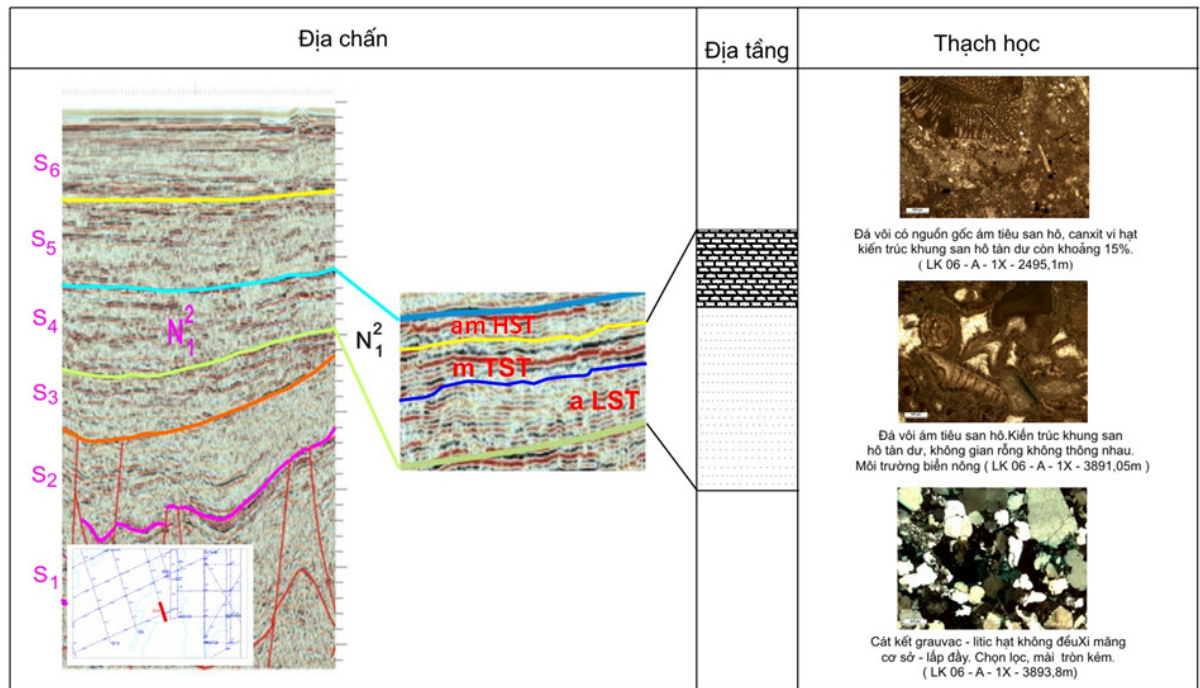 Địa chấn
Địa tầng
Thạch học
S6
S5
S4
N₁²
S3
S2
S1
N₁²
am HST
m TST
a LST
Đá vôi có nguồn gốc ám tiêu san hô, canxit vi hạt
kiến trúc khung san hô tàn dư còn khoảng 15%.
( LK 06 - A - 1X - 2495,1m)
Đá vôi ám tiêu san hô.Kiến trúc khung san
hô tàn dư, không gian rỗng không thông nhau.
Môi trường biển nông ( LK 06 - A - 1X - 3891,05m )
Cát kết grauvac - litic hạt không đềuXi măng
cơ sở - lấp đầy. Chọn lọc, mài tròn kém.
( LK 06 - A - 1X - 3893,8m)